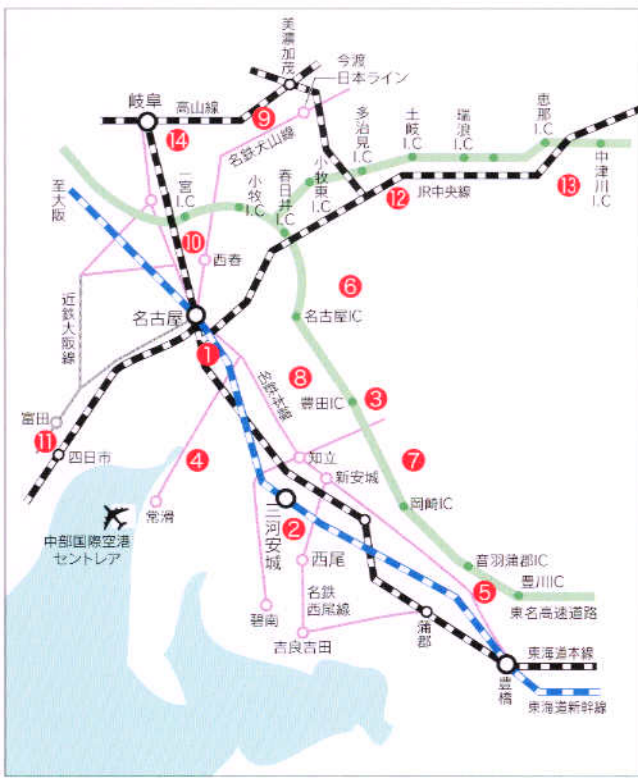 美濃加茂
今渡
日本ライン
岐阜
高山線
⑨
名鉄犬山線
⑭
多治見I.C
土岐I.C
瑞浪I.C
恵那I.C
中津川I.C
至大阪
一宮I.C
小牧I.C
春日井I.C
小牧東I.C
⑫
JR中央線
⑬
⑩
西春
⑥
近鉄大阪線
名古屋
名古屋IC
①
⑧
名鉄本線
豊田IC
③
富田
⑪
四日市
④
知立
⑦
新安城
常滑
岡崎IC
中部国際空港
セントレア
三河安城
②
西尾
音羽蒲郡IC
豊川IC
⑤
東名高速道路
名鉄
西尾線
碧南
吉良吉田
蒲郡
豊橋
東海道本線
東海道新幹線